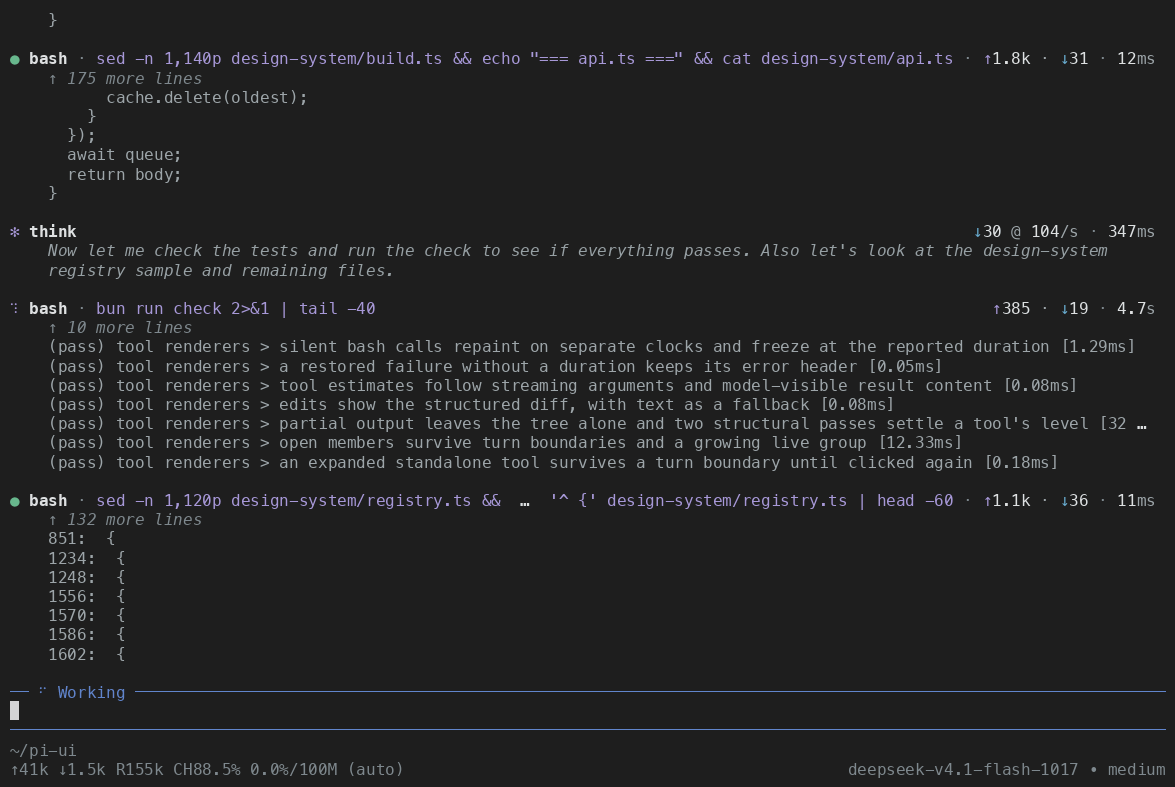 }
● bash · sed -n 1,140p design-system/build.ts && echo "=== api.ts ===" && cat design-system/api.ts · ↑1.8k · ↓31 · 12ms
    ↑ 175 more lines
          cache.delete(oldest);
        }
      });
      await queue;
      return body;
    }
✻ think ↓30 @ 104/s · 347ms
    Now let me check the tests and run the check to see if everything passes. Also let's look at the design-system
    registry sample and remaining files.
⠹ bash · bun run check 2>&1 | tail -40 ↑385 · ↓19 · 4.7s
    ↑ 10 more lines
    (pass) tool renderers > silent bash calls repaint on separate clocks and freeze at the reported duration [1.29ms]
    (pass) tool renderers > a restored failure without a duration keeps its error header [0.05ms]
    (pass) tool renderers > tool estimates follow streaming arguments and model-visible result content [0.08ms]
    (pass) tool renderers > edits show the structured diff, with text as a fallback [0.08ms]
    (pass) tool renderers > partial output leaves the tree alone and two structural passes settle a tool's level [32 …
    (pass) tool renderers > open members survive turn boundaries and a growing live group [12.33ms]
    (pass) tool renderers > an expanded standalone tool survives a turn boundary until clicked again [0.18ms]
● bash · sed -n 1,120p design-system/registry.ts &&  …  '^ {' design-system/registry.ts | head -60 · ↑1.1k · ↓36 · 11ms
    ↑ 132 more lines
    851:  {
    1234:  {
    1248:  {
    1556:  {
    1570:  {
    1586:  {
    1602:  {
⠋ Working
~/pi-ui
↑41k ↓1.5k R155k CH88.5% 0.0%/100M (auto) deepseek-v4.1-flash-1017 • medium